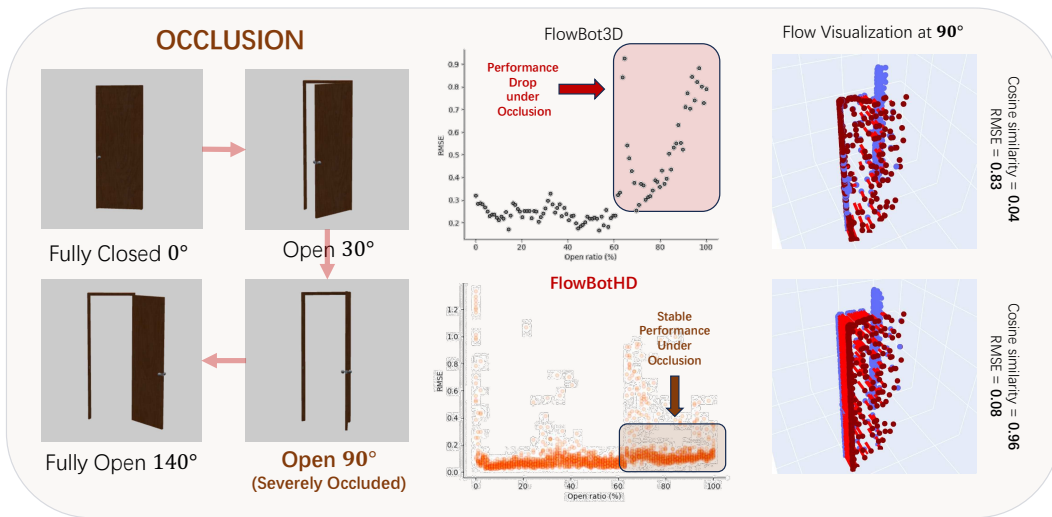 OCCLUSION
Fully Closed 0°
Open 30°
Fully Open 140°
Open 90°
(Severely Occluded)
FlowBot3D
Performance
Drop
under
Occlusion
RMSE
0.9
0.8
0.7
0.6
0.5
0.4
0.3
0.2
0 20 40 60 80 100
Open ratio (%)
FlowBotHD
Stable
Performance
Under
Occlusion
RMSE
1.2
1.0
0.8
0.6
0.4
0.2
0.0
0 20 40 60 80 100
Open ratio (%)
Flow Visualization at 90°
Cosine similarity = 0.04
RMSE = 0.83
Cosine similarity = 0.96
RMSE = 0.08